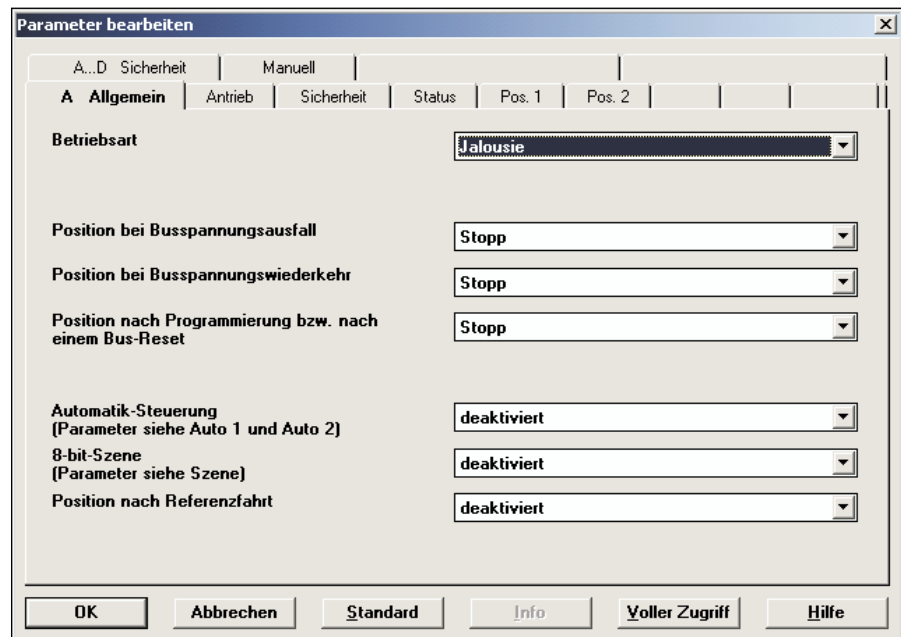 Parameter bearbeiten
A...D Sicherheit
Manuell
A Allgemein
Antrieb
Sicherheit
Status
Pos. 1
Pos. 2
Betriebsart
Jalousie
Position bei Busspannungsausfall
Stopp
Position bei Busspannungswiederkehr
Stopp
Position nach Programmierung bzw. nach
einem Bus-Reset
Stopp
Automatik-Steuerung
(Parameter siehe Auto 1 und Auto 2)
deaktiviert
8-bit-Szene
(Parameter siehe Szene)
deaktiviert
Position nach Referenzfahrt
deaktiviert
OK
Abbrechen
Standard
Info
Voller Zugriff
Hilfe